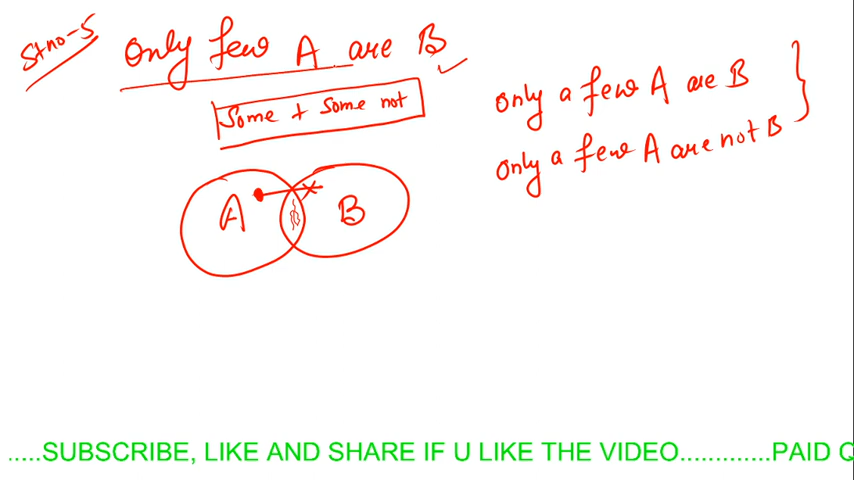 Stno-5
Only few A are B
Some + Some not
A B
only a few A are B
only a few A are not B
.....SUBSCRIBE, LIKE AND SHARE IF U LIKE THE VIDEO.............PAID Q